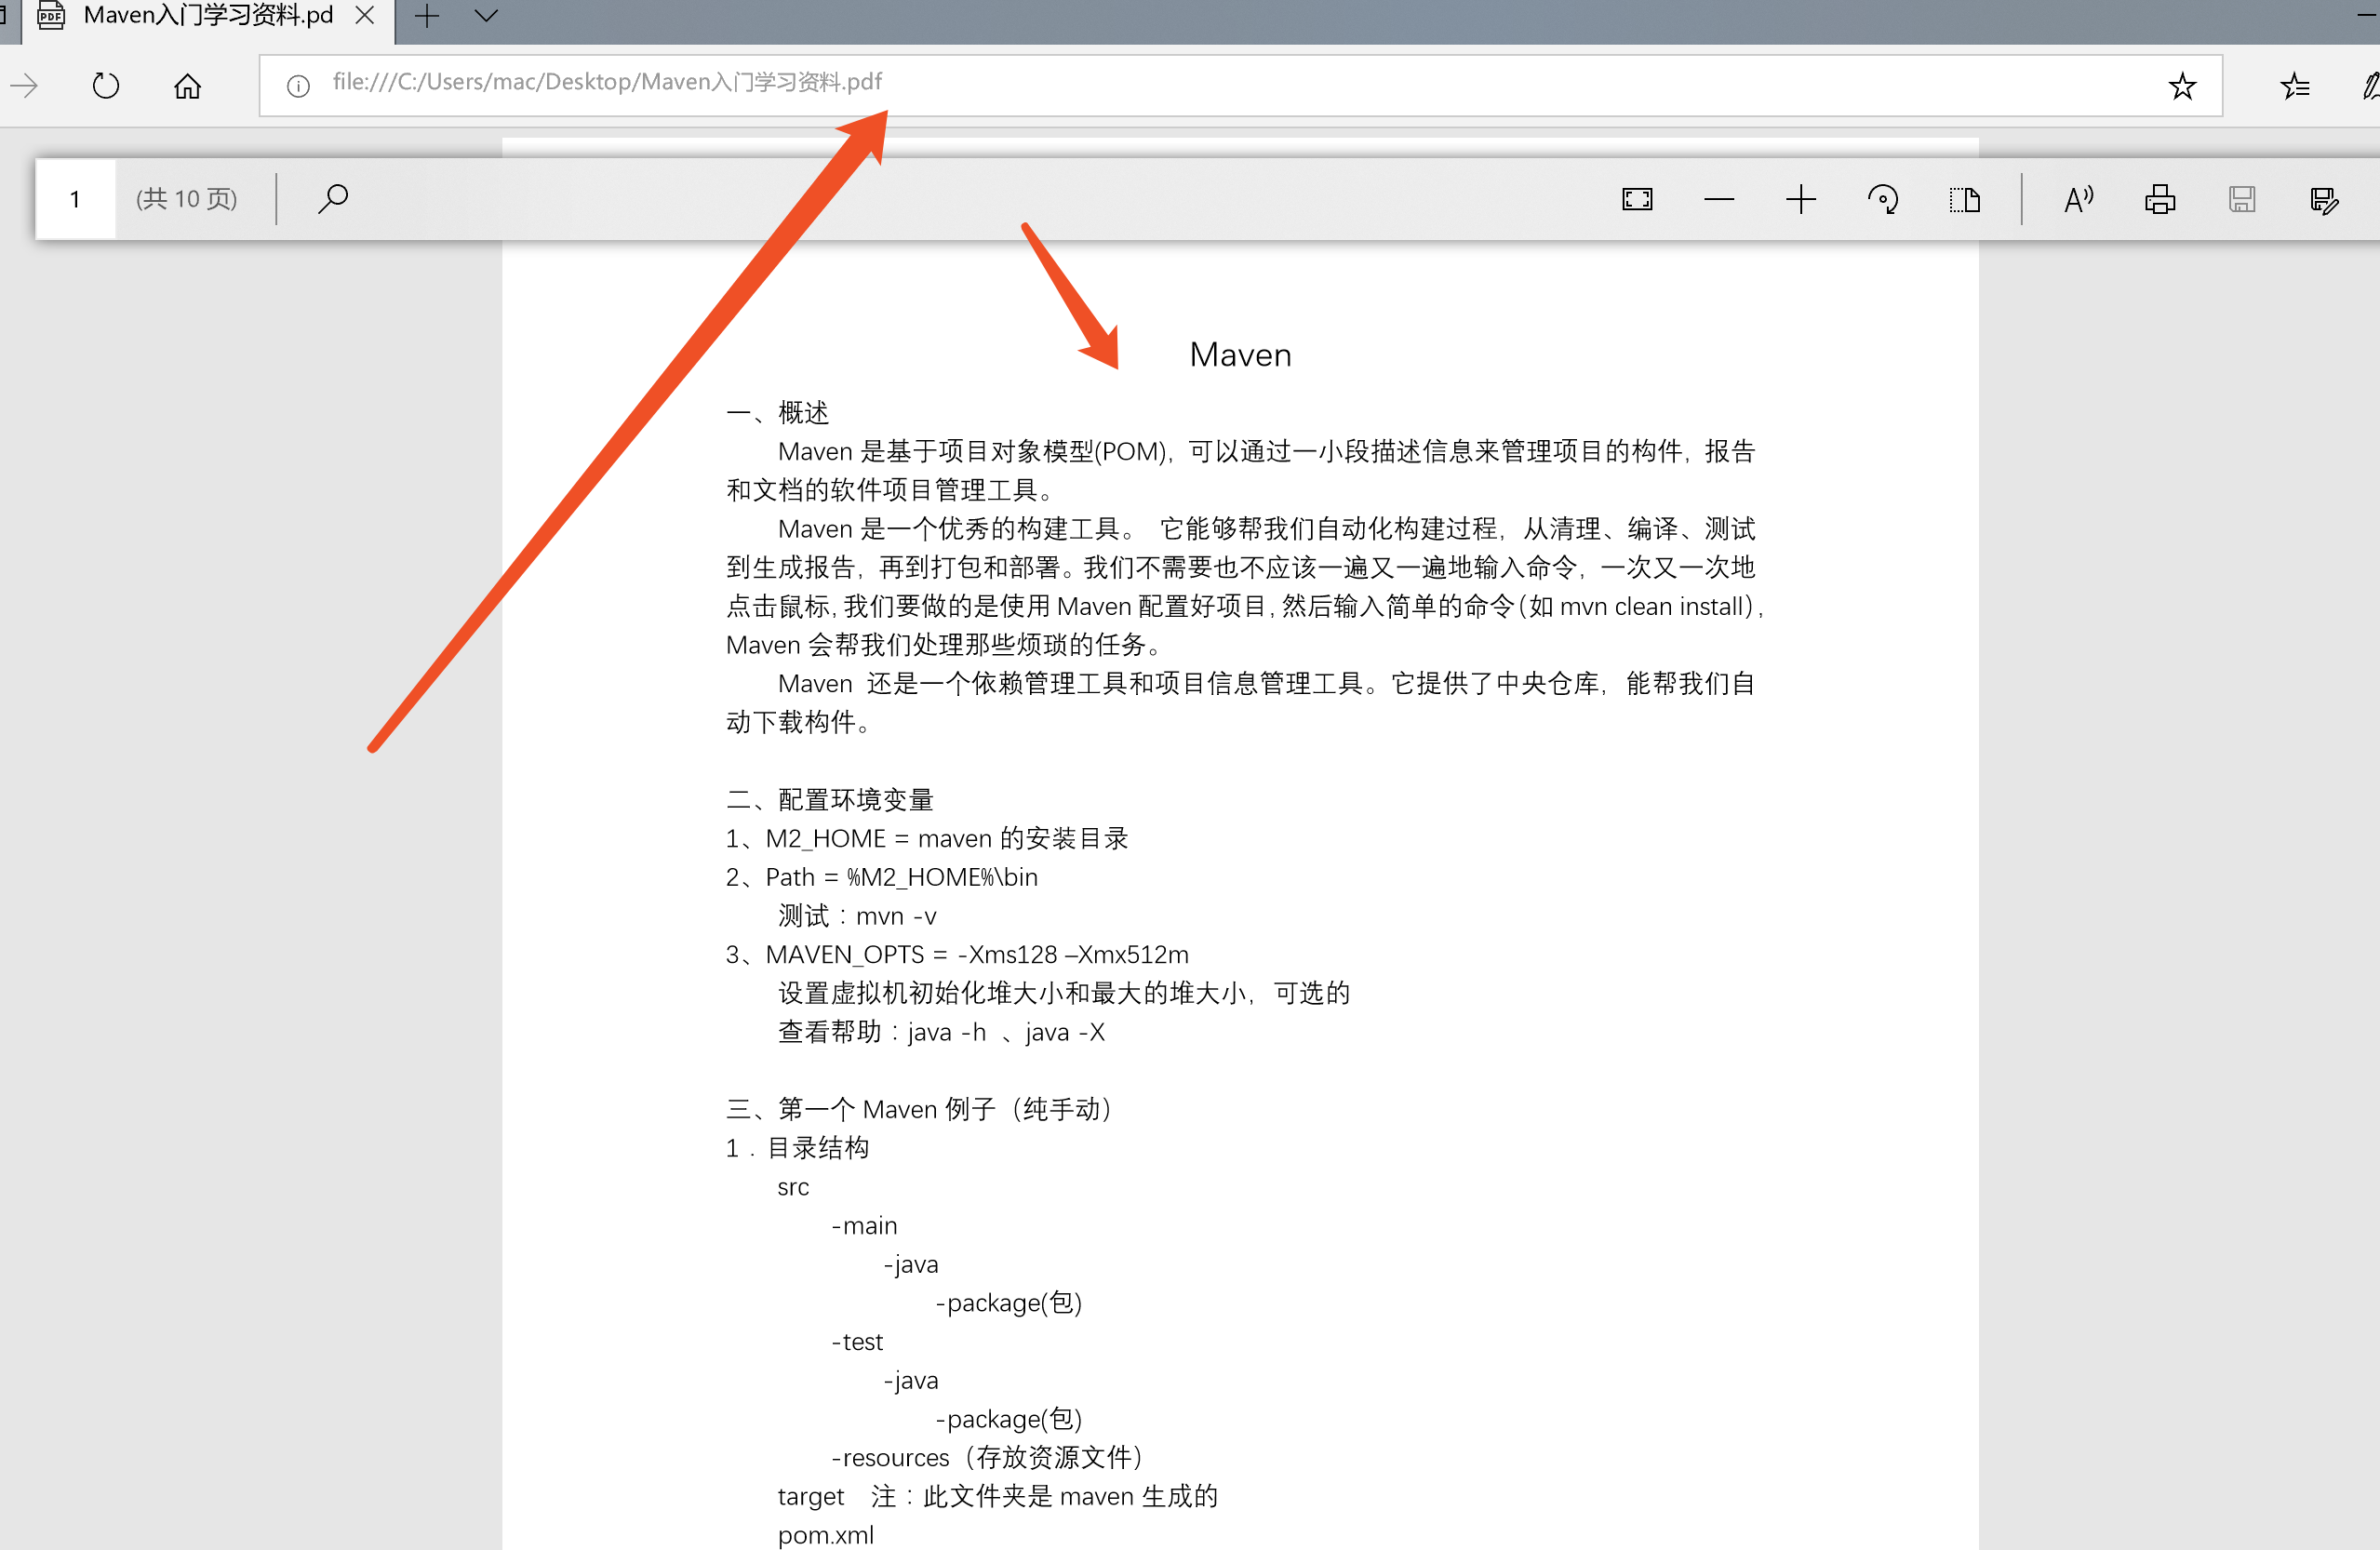 Maven入门学习资料.pd
file:///C:/Users/mac/Desktop/Maven入门学习资料.pdf
1 (共 10 页)
Maven
一、概述
Maven 是基于项目对象模型(POM)，可以通过一小段描述信息来管理项目的构件，报告
和文档的软件项目管理工具。
Maven 是一个优秀的构建工具。 它能够帮我们自动化构建过程，从清理、编译、测试
到生成报告，再到打包和部署。我们不需要也不应该一遍又一遍地输入命令，一次又一次地
点击鼠标，我们要做的是使用 Maven 配置好项目，然后输入简单的命令（如 mvn clean install），
Maven 会帮我们处理那些烦琐的任务。
Maven 还是一个依赖管理工具和项目信息管理工具。它提供了中央仓库，能帮我们自
动下载构件。
二、配置环境变量
1、M2_HOME = maven 的安装目录
2、Path = %M2_HOME%\bin
测试：mvn -v
3、MAVEN_OPTS = -Xms128 –Xmx512m
设置虚拟机初始化堆大小和最大的堆大小，可选的
查看帮助：java -h 、java -X
三、第一个 Maven 例子（纯手动）
1．目录结构
src
-main
-java
-package(包)
-test
-java
-package(包)
-resources（存放资源文件）
target 注：此文件夹是 maven 生成的
pom.xml